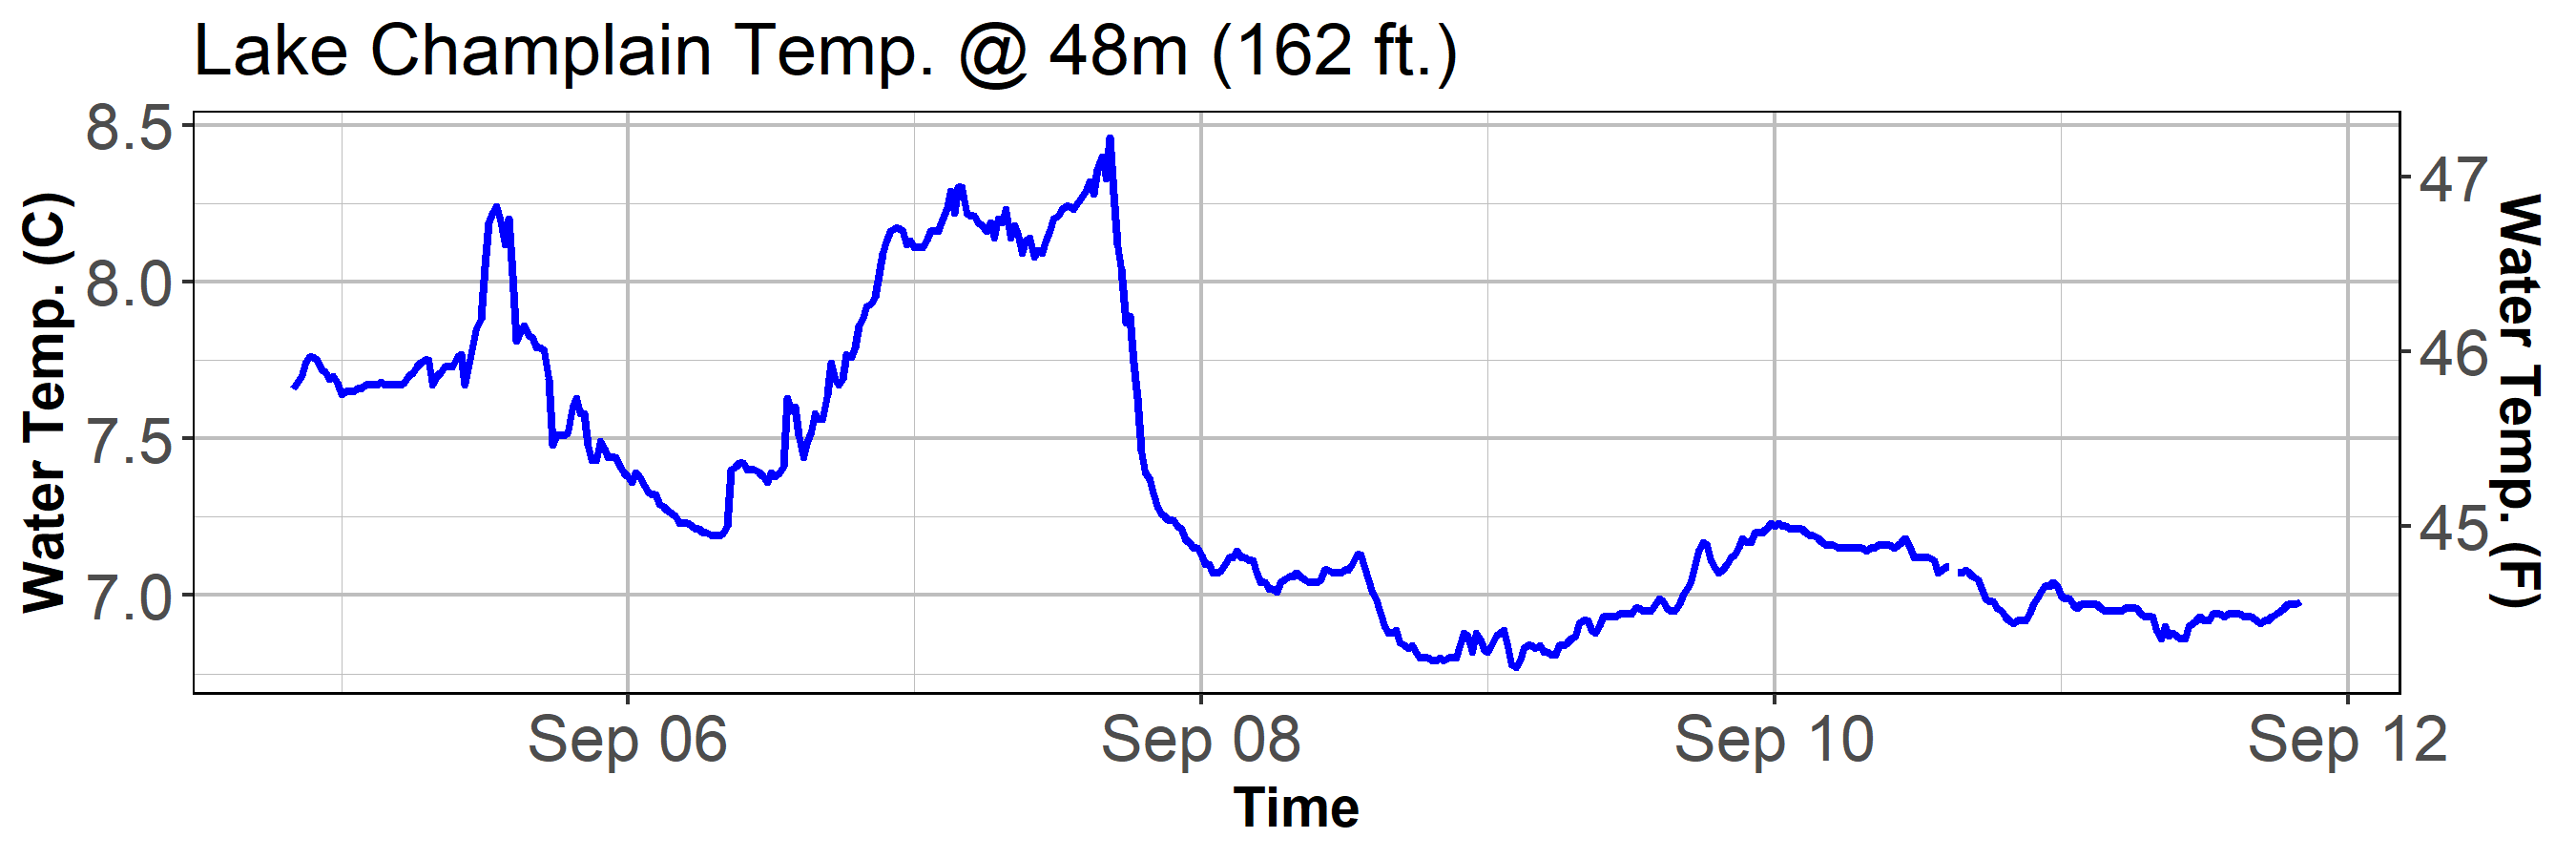 Lake Champlain Temp. @ 48m (162 ft.)
Water Temp. (C)
8.5
8.0
7.5
7.0
47
46
45
Water Temp. (F)
Sep 06 Sep 08 Sep 10 Sep 12
Time